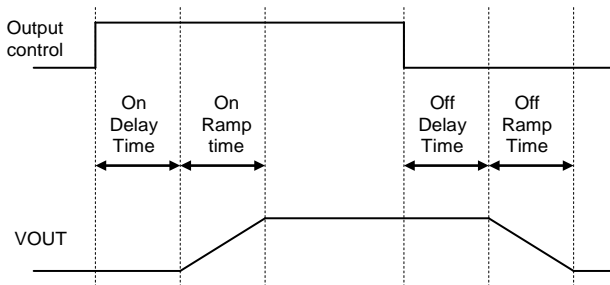 Output
control
On
Delay
Time
On
Ramp
time
Off
Delay
Time
Off
Ramp
Time
VOUT